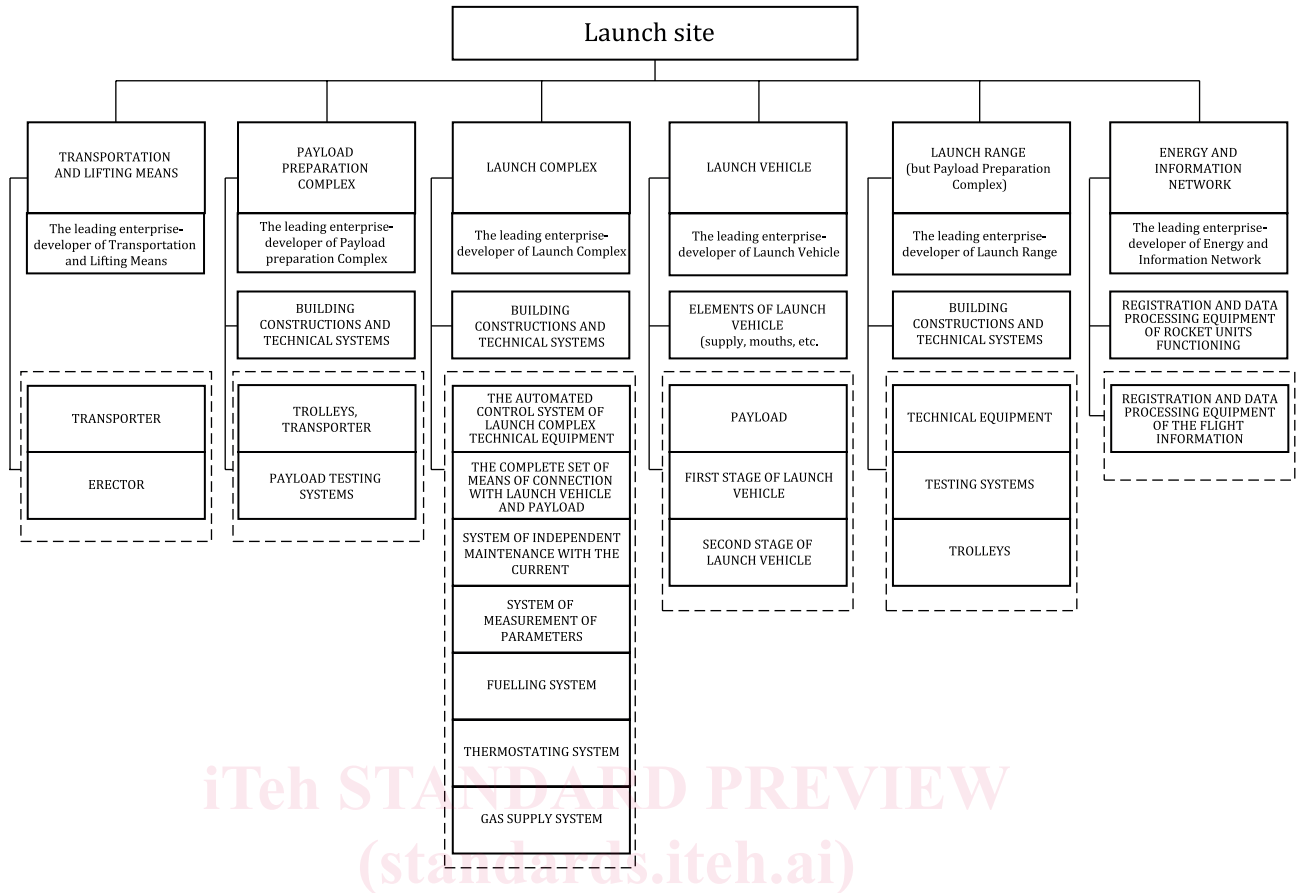 Launch site
TRANSPORTATION
AND LIFTING MEANS
The leading enterprise-
developer of Transportation
and Lifting Means
TRANSPORTER
ERECTOR
PAYLOAD
PREPARATION
COMPLEX
The leading enterprise-
developer of Payload
preparation Complex
BUILDING
CONSTRUCTIONS AND
TECHNICAL SYSTEMS
TROLLEYS,
TRANSPORTER
PAYLOAD TESTING
SYSTEMS
LAUNCH COMPLEX
The leading enterprise-
developer of Launch Complex
BUILDING
CONSTRUCTIONS AND
TECHNICAL SYSTEMS
THE AUTOMATED
CONTROL SYSTEM OF
LAUNCH COMPLEX
TECHNICAL EQUIPMENT
THE COMPLETE SET OF
MEANS OF CONNECTION
WITH LAUNCH VEHICLE
AND PAYLOAD
SYSTEM OF INDEPENDENT
MAINTENANCE WITH THE
CURRENT
SYSTEM OF
MEASUREMENT OF
PARAMETERS
FUELLING SYSTEM
THERMOSTATING SYSTEM
GAS SUPPLY SYSTEM
LAUNCH VEHICLE
The leading enterprise-
developer of Launch Vehicle
ELEMENTS OF LAUNCH
VEHICLE
(supply, mouths, etc.
PAYLOAD
FIRST STAGE OF LAUNCH
VEHICLE
SECOND STAGE OF
LAUNCH VEHICLE
LAUNCH RANGE
(but Payload Preparation
Complex)
The leading enterprise-
developer of Launch Range
BUILDING
CONSTRUCTIONS AND
TECHNICAL SYSTEMS
TECHNICAL EQUIPMENT
TESTING SYSTEMS
TROLLEYS
ENERGY AND
INFORMATION
NETWORK
The leading enterprise-
developer of Energy and
Information Network
REGISTRATION AND DATA
PROCESSING EQUIPMENT
OF ROCKET UNITS
FUNCTIONING
REGISTRATION AND DATA
PROCESSING EQUIPMENT
OF THE FLIGHT
INFORMATION
iTeh STANDARD PREVIEW
(standards.iteh.ai)